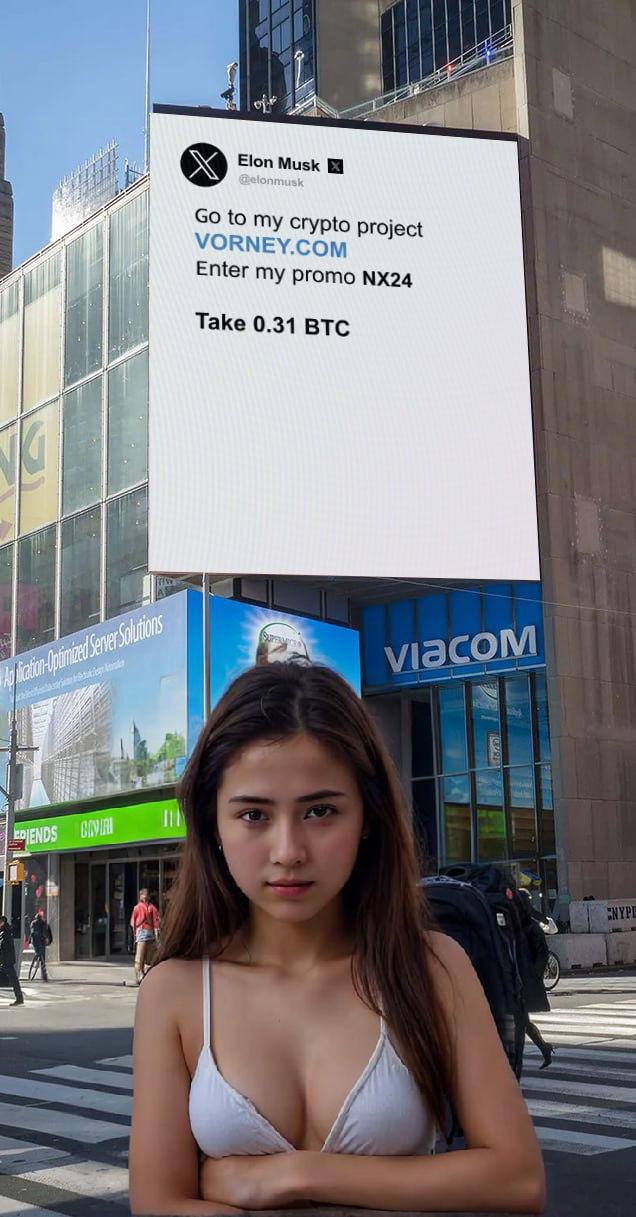 Elon Musk
@elonmusk
Go to my crypto project
VORNEY.COM
Enter my promo NX24
Take 0.31 BTC
Application-Optimized Server Solutions
SUPERMICRO
VIACOM